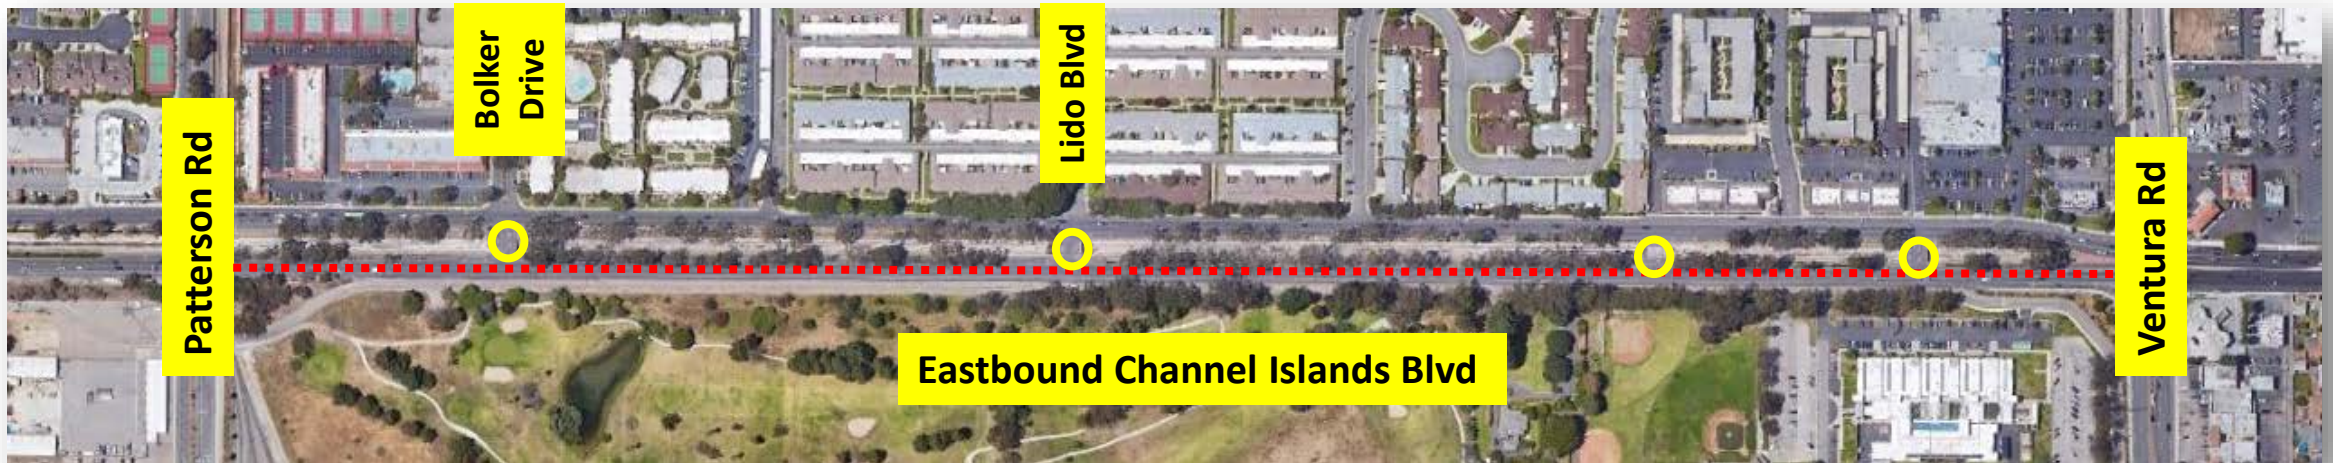 Patterson Rd
Bolker
Drive
Lido Blvd
Eastbound Channel Islands Blvd
Ventura Rd